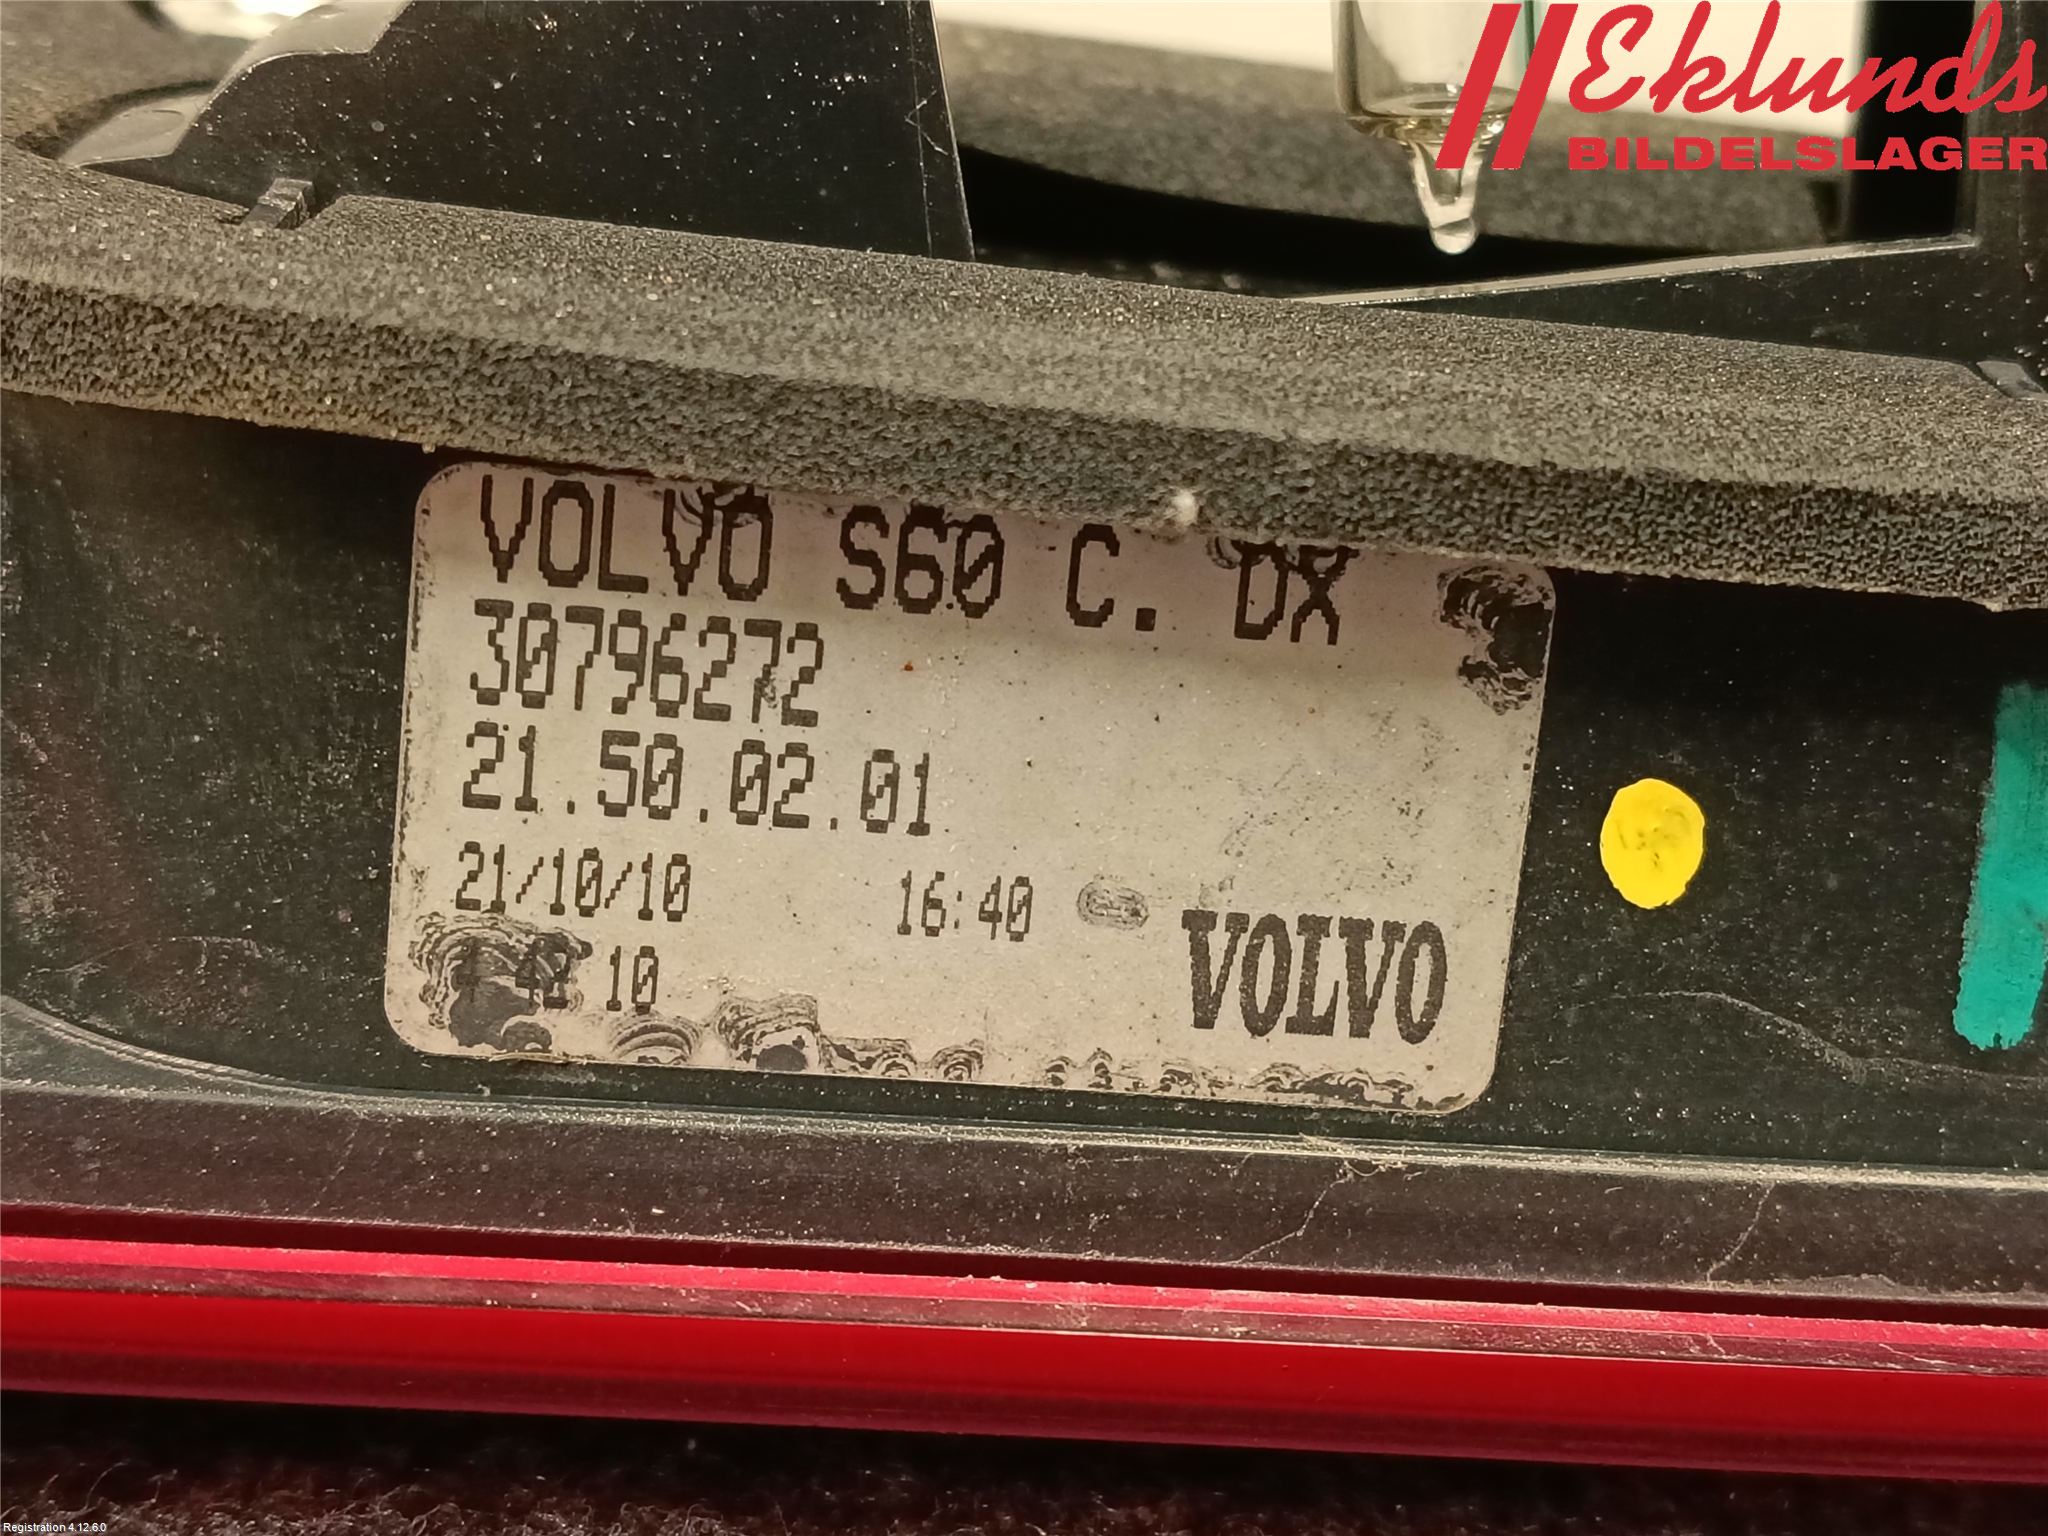 Eklunds
BILDELSLAGER
VOLVO S60 C. DX
30796272
21.50.02.01
21/10/10 16:40
10
VOLVO
Registration 4.12.6.0